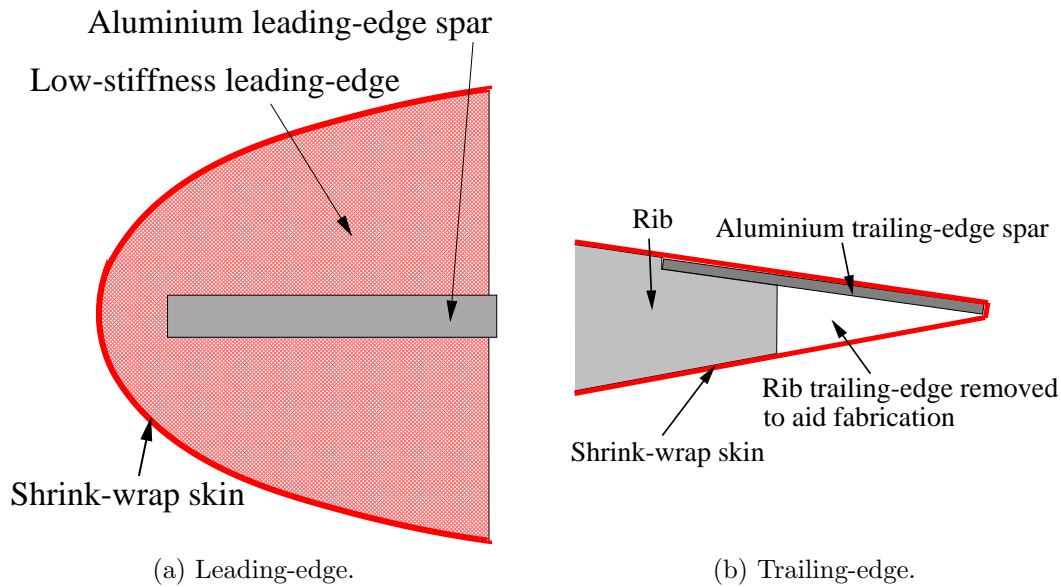 Aluminium leading-edge spar
Low-stiffness leading-edge
Shrink-wrap skin
(a) Leading-edge.
Rib
Aluminium trailing-edge spar
Rib trailing-edge removed
to aid fabrication
Shrink-wrap skin
(b) Trailing-edge.